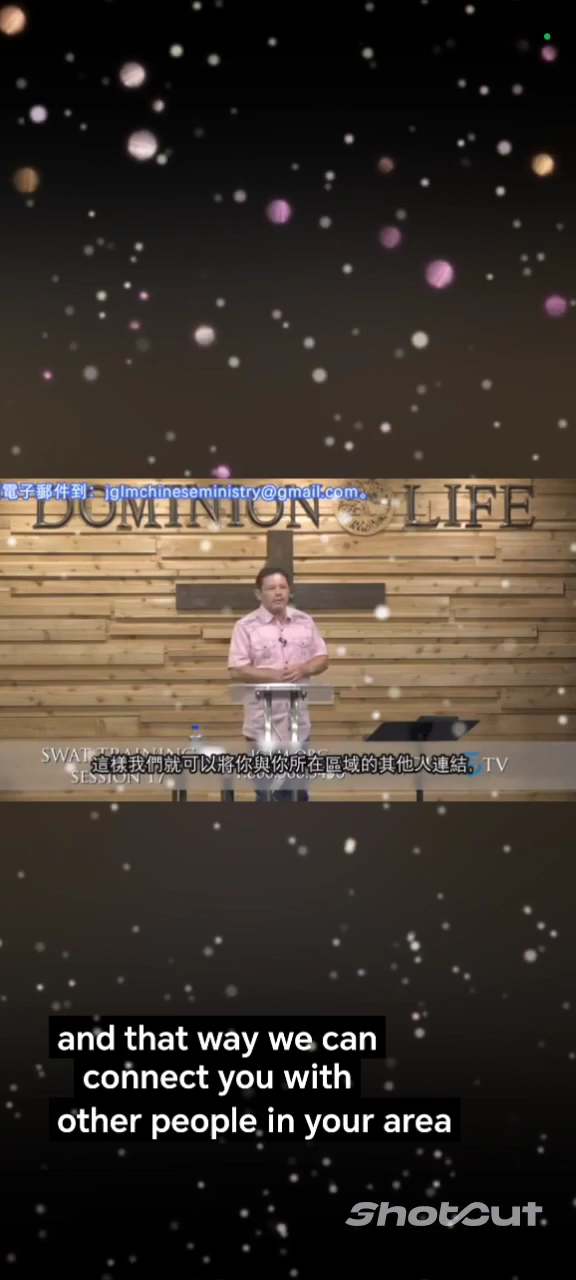 電子郵件到：jglmchineseministry@gmail.com。
DOMINION LIFE
SWAT TRAINING
SESSION 17
這樣我們就可以將你與你所在區域的其他人連結,
TV
and that way we can
connect you with
other people in your area
ShotCut